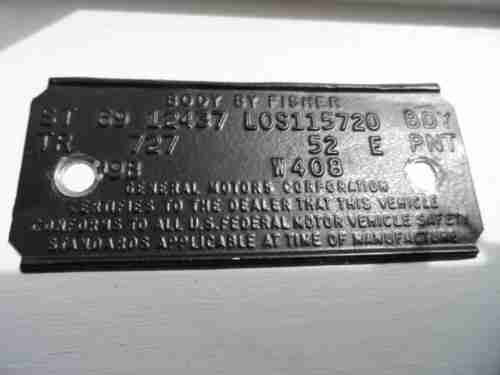 BODY BY FISHER
ST 69 12437 LOS115720 BDY
TR 727 52 E PNT
09A W408
GENERAL MOTORS CORPORATION
CERTIFIES TO THE DEALER THAT THIS VEHICLE
CONFORMS TO ALL U.S. FEDERAL MOTOR VEHICLE SAFETY
STANDARDS APPLICABLE AT TIME OF MANUFACTURE